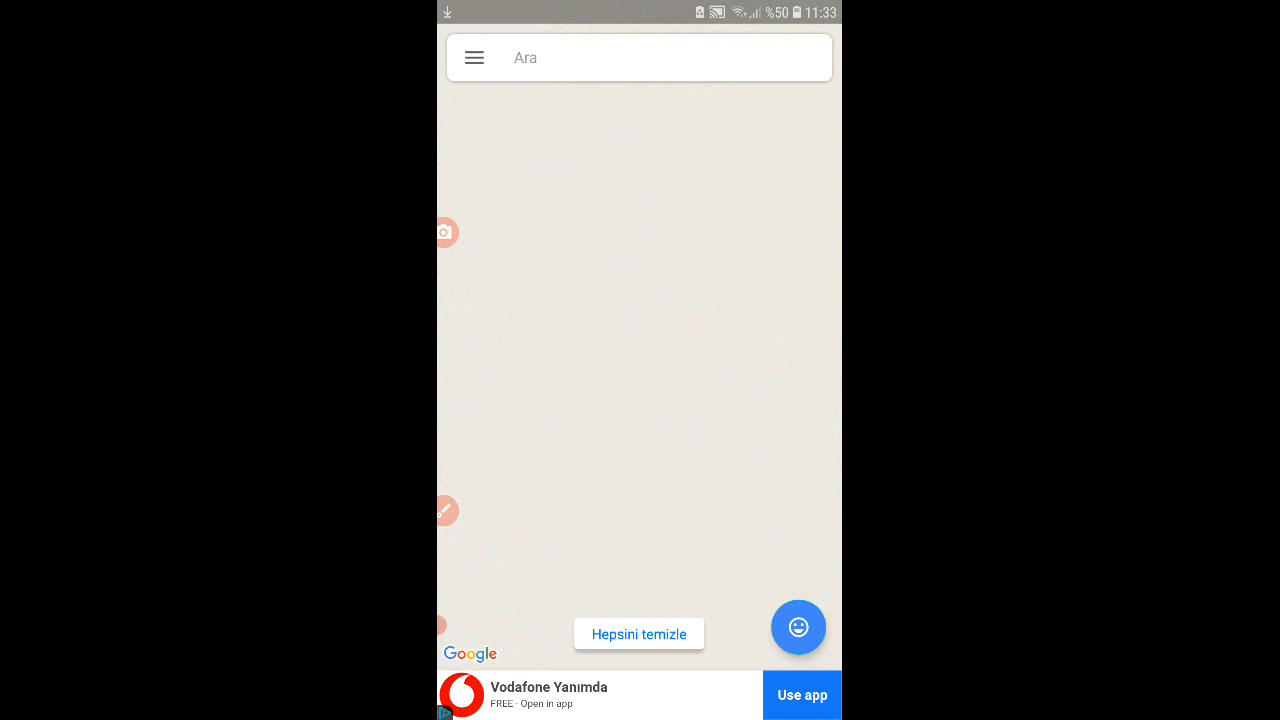 %50 11:33
Ara
Hepsini temizle
Google
Vodafone Yanımda
FREE · Open in app
Use app